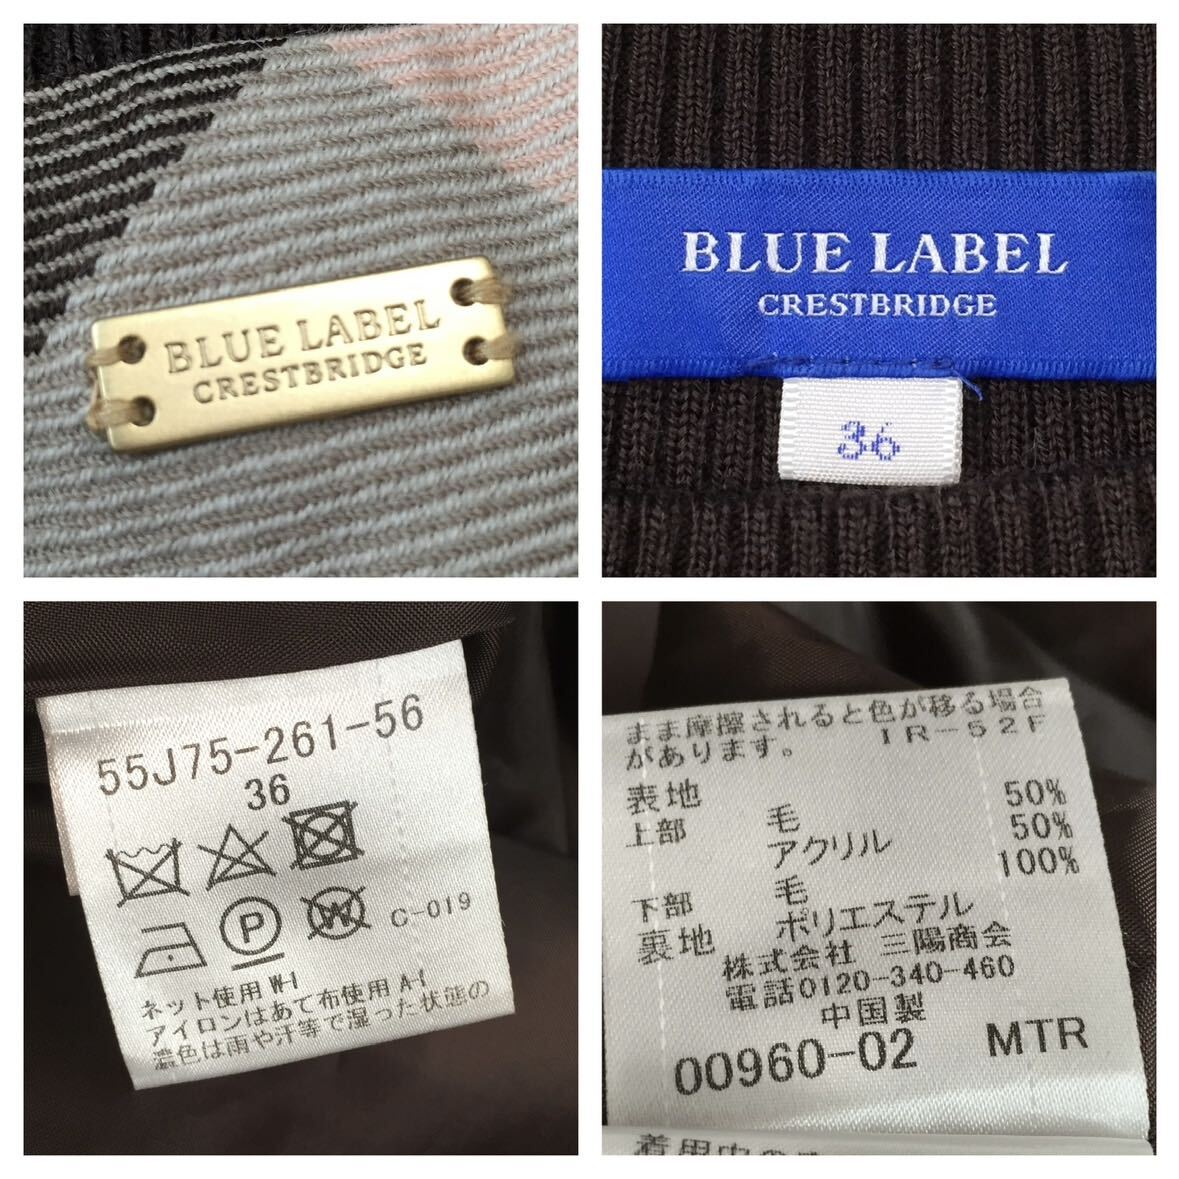 BLUE LABEL
CRESTBRIDGE
BLUE LABEL
CRESTBRIDGE
36
55J75-261-56
36
P
W
C-019
ネット使用 W-I
アイロンはあて布使用 A-I
濃色は雨や汗等で湿った状態の
まま摩擦されると色が移る場合
があります。 IR-52F
表地 50%
上部 毛 50%
アクリル 100%
下部 毛
裏地 ポリエステル
株式会社 三陽商会
電話0120-340-460
中国製
00960-02 MTR